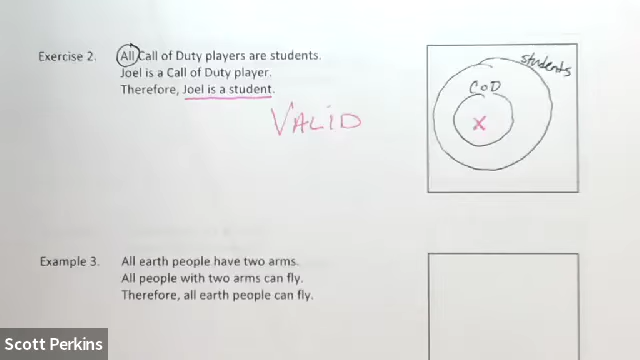 Exercise 2. All Call of Duty players are students.
Joel is a Call of Duty player.
Therefore, Joel is a student.
VALID
students
CoD
X
Example 3. All earth people have two arms.
All people with two arms can fly.
Therefore, all earth people can fly.
Scott Perkins